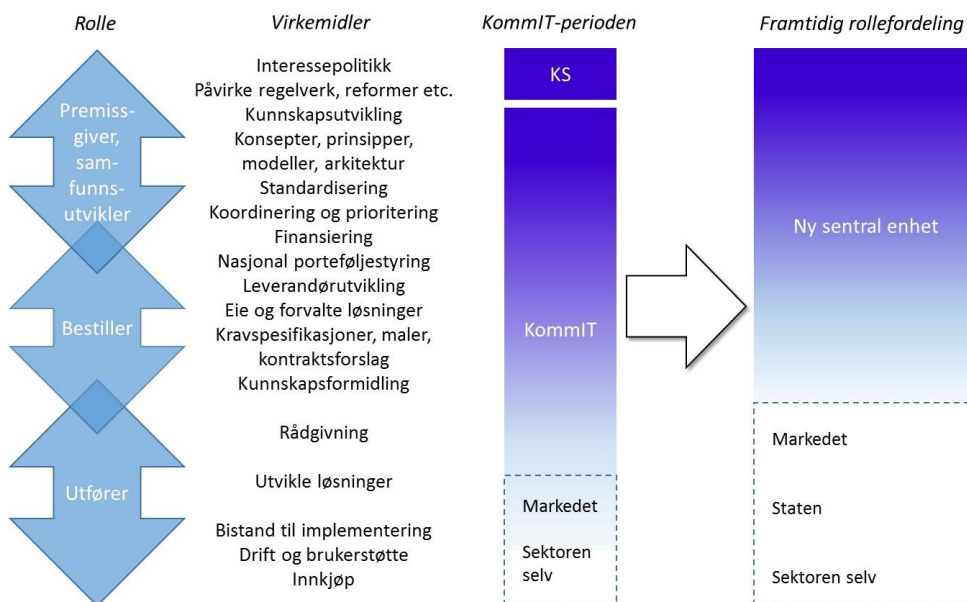 Rolle
Virkemidler
KommIT-perioden
Framtidig rollefordeling
Premiss-
giver,
sam-
funns-
utvikler
Bestiller
Utfører
Interessepolitikk
Påvirke regelverk, reformer etc.
Kunnskapsutvikling
Konsepter, prinsipper,
modeller, arkitektur
Standardisering
Koordinering og prioritering
Finansiering
Nasjonal porteføljestyring
Leverandørutvikling
Eie og forvalte løsninger
Kravspesifikasjoner, maler,
kontraktsforslag
Kunnskapsformidling
Rådgivning
Utvikle løsninger
Bistand til implementering
Drift og brukerstøtte
Innkjøp
KS
KommIT
Markedet
Sektoren
selv
Ny sentral enhet
Markedet
Staten
Sektoren selv